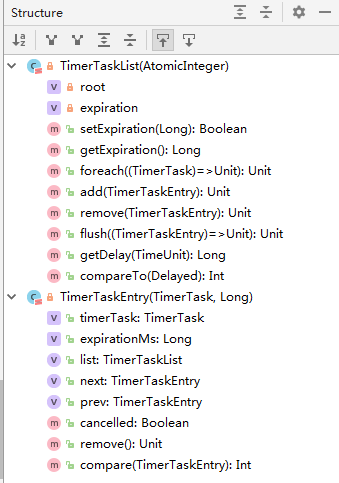 Structure
TimerTaskList(AtomicInteger)
root
expiration
setExpiration(Long): Boolean
getExpiration(): Long
foreach((TimerTask)=>Unit): Unit
add(TimerTaskEntry): Unit
remove(TimerTaskEntry): Unit
flush((TimerTaskEntry)=>Unit): Unit
getDelay(TimeUnit): Long
compareTo(Delayed): Int
TimerTaskEntry(TimerTask, Long)
timerTask: TimerTask
expirationMs: Long
list: TimerTaskList
next: TimerTaskEntry
prev: TimerTaskEntry
cancelled: Boolean
remove(): Unit
compare(TimerTaskEntry): Int